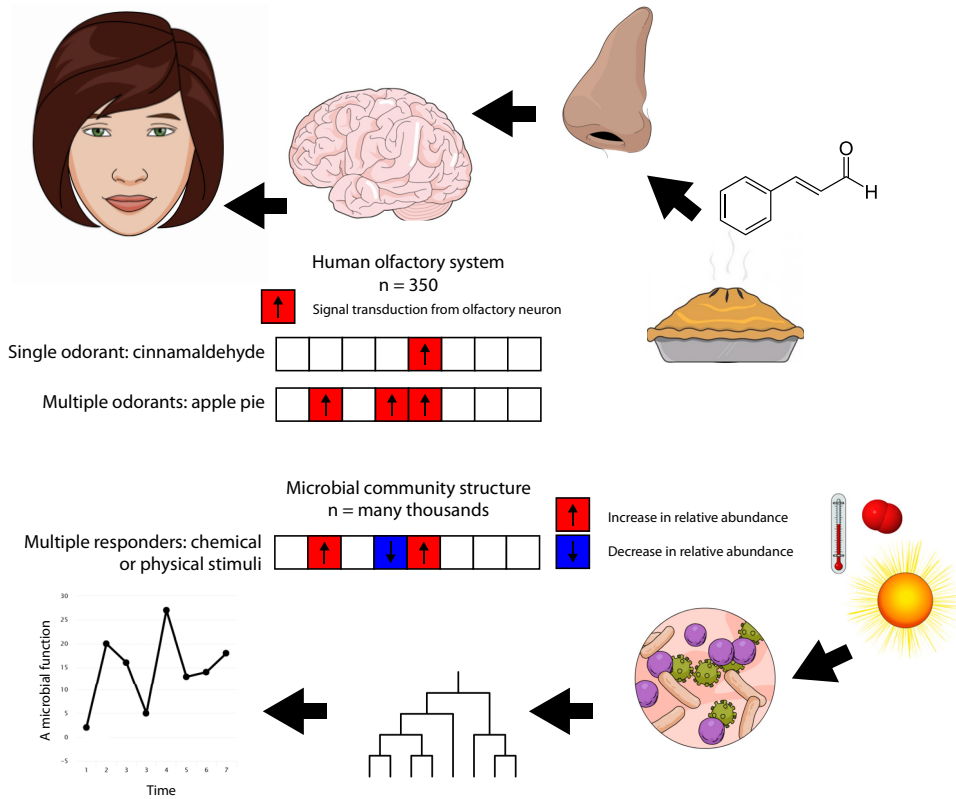 O
H
Human olfactory system
n = 350
Signal transduction from olfactory neuron
Single odorant: cinnamaldehyde
Multiple odorants: apple pie
Microbial community structure
n = many thousands
Increase in relative abundance
Decrease in relative abundance
Multiple responders: chemical
or physical stimuli
A microbial function
30
25
20
15
10
5
0
-5
1 2 3 3 4 5 6 7
Time